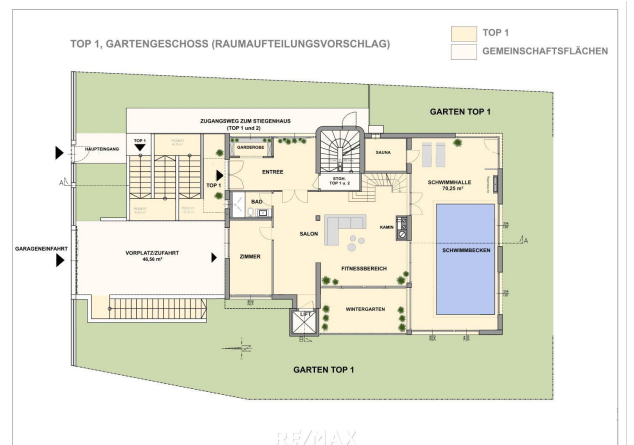 TOP 1, GARTENGESCHOSS (RAUMAUFTEILUNGSVORSCHLAG)
TOP 1
GEMEINSCHAFTSFLÄCHEN
GARTEN TOP 1
ZUGANGSWEG ZUM STIEGENHAUS
(TOP 1 und 2)
HAUPTEINGANG
TOP 1
GARDEROBE
SAUNA
ENTREE
STGH.
TOP 1 u. 2
SCHWIMMHALLE
70,25 m²
A
TOP 1
BAD
SALON
KAMIN
GARAGENEINFAHRT
VORPLATZ/ZUFAHRT
46,56 m²
ZIMMER
FITNESSBEREICH
SCHWIMMBECKEN
A
WINTERGARTEN
LIFT
B
N
GARTEN TOP 1
RE/MAX